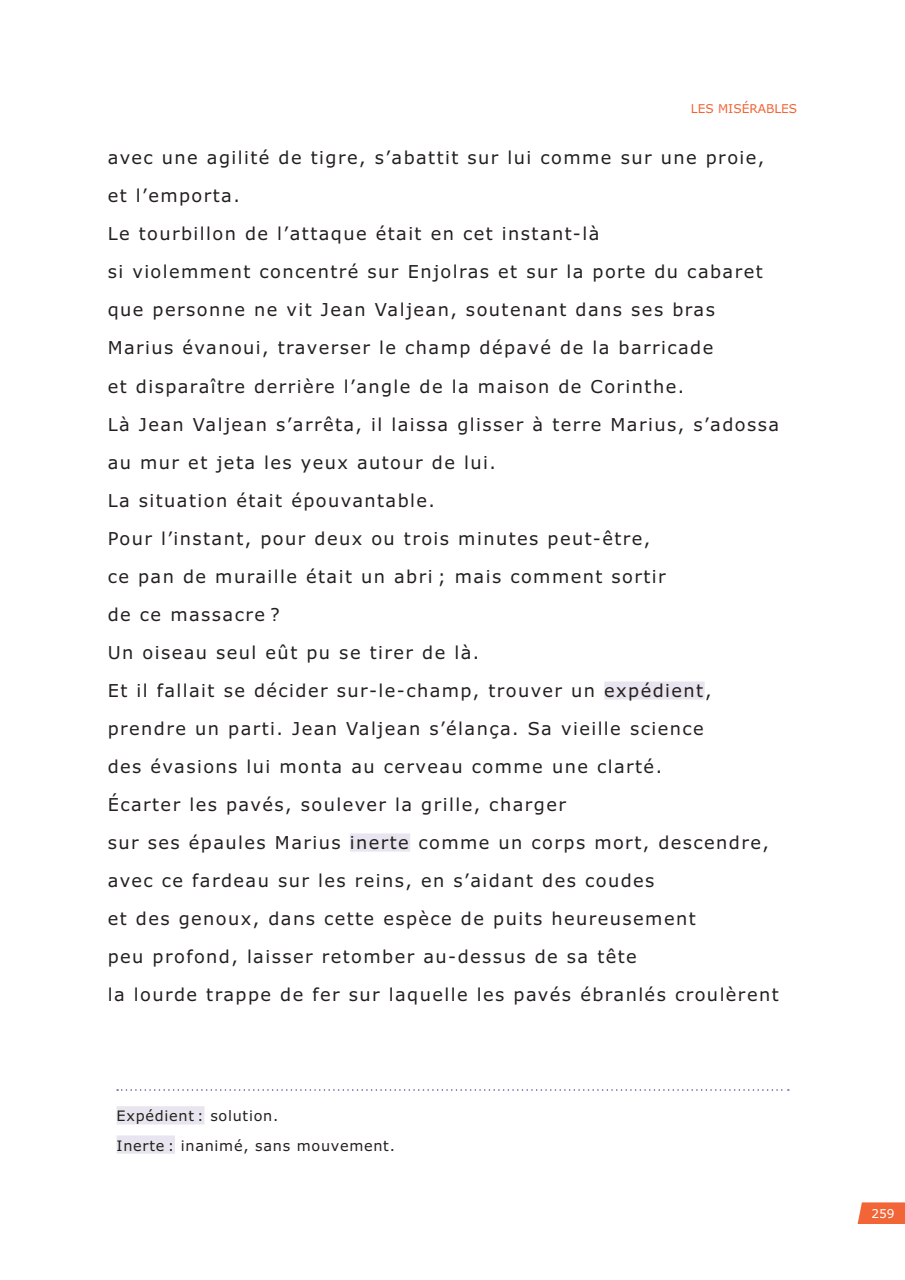 LES MISÉRABLES
avec une agilité de tigre, s’abattit sur lui comme sur une proie,
et l’emporta.
Le tourbillon de l’attaque était en cet instant-là
si violemment concentré sur Enjolras et sur la porte du cabaret
que personne ne vit Jean Valjean, soutenant dans ses bras
Marius évanoui, traverser le champ dépavé de la barricade
et disparaître derrière l’angle de la maison de Corinthe.
Là Jean Valjean s’arrêta, il laissa glisser à terre Marius, s’adossa
au mur et jeta les yeux autour de lui.
La situation était épouvantable.
Pour l’instant, pour deux ou trois minutes peut-être,
ce pan de muraille était un abri ; mais comment sortir
de ce massacre ?
Un oiseau seul eût pu se tirer de là.
Et il fallait se décider sur-le-champ, trouver un expédient,
prendre un parti. Jean Valjean s’élança. Sa vieille science
des évasions lui monta au cerveau comme une clarté.
Écarter les pavés, soulever la grille, charger
sur ses épaules Marius inerte comme un corps mort, descendre,
avec ce fardeau sur les reins, en s’aidant des coudes
et des genoux, dans cette espèce de puits heureusement
peu profond, laisser retomber au-dessus de sa tête
la lourde trappe de fer sur laquelle les pavés ébranlés croulèrent
Expédient : solution.
Inerte : inanimé, sans mouvement.
259